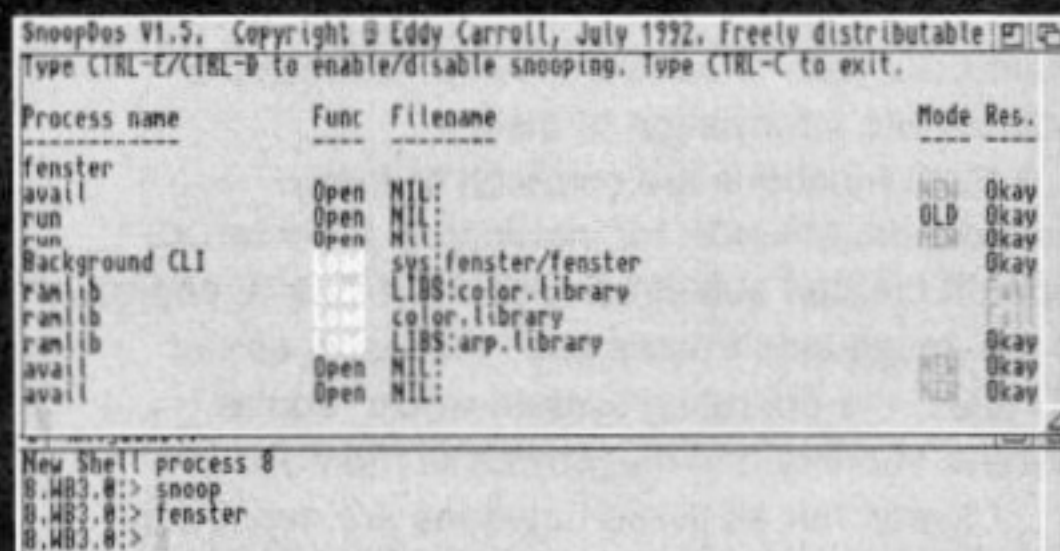 SnoopDos V1.5. Copyright © Eddy Carroll, July 1992. Freely distributable
Type CTRL-E/CTRL-D to enable/disable snooping. Type CTRL-C to exit.
Process name Func Filename Mode Res.
------------ ---- -------- ---- ----
fenster
avail Open NIL: NEW Okay
run Open NIL: OLD Okay
run Open NIL: NEW Okay
Background CLI sys:fenster/fenster Okay
ramlib LIBS:color.library
ramlib color.library
ramlib LIBS:arp.library Okay
avail Open NIL: NEW Okay
avail Open NIL: NEW Okay
New Shell process 8
8.WB3.0:> snoop
8.WB3.0:> fenster
8.WB3.0:>